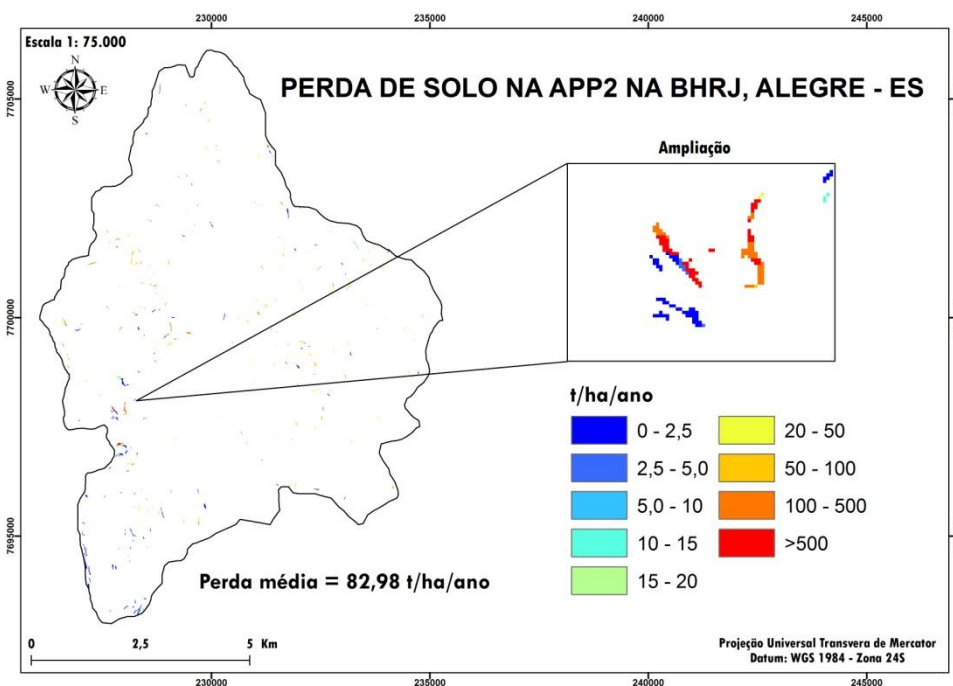 230000
235000
240000
245000
Escala 1: 75.000
N
W
E
S
PERDA DE SOLO NA APP2 NA BHRJ, ALEGRE - ES
7705000
7705000
Ampliação
7700000
7700000
t/ha/ano
0 - 2,5
20 - 50
2,5 - 5,0
50 - 100
5,0 - 10
100 - 500
10 - 15
>500
15 - 20
7695000
7695000
Perda média = 82,98 t/ha/ano
0
2,5
5 Km
Projeção Universal Transvera de Mercator
Datum: WGS 1984 - Zona 24S
230000
235000
240000
245000